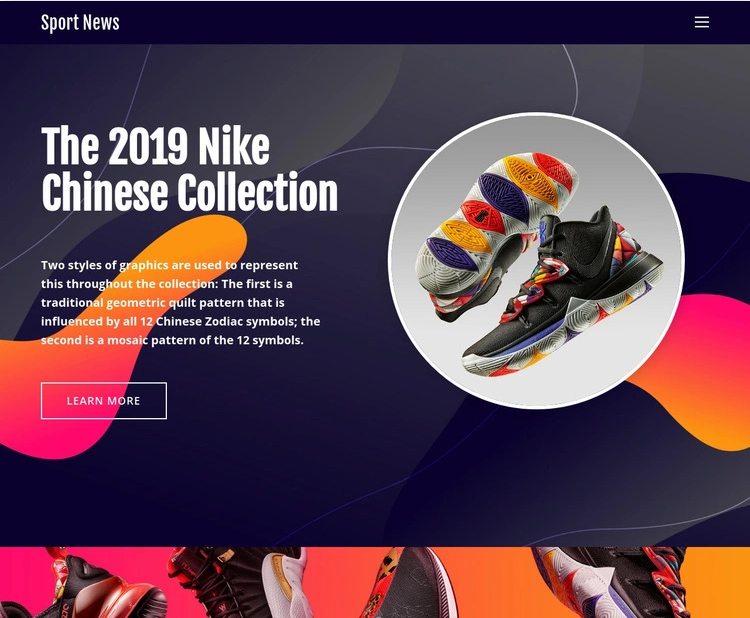 Sport News
The 2019 Nike
Chinese Collection
Two styles of graphics are used to represent
this throughout the collection: The first is a
traditional geometric quilt pattern that is
influenced by all 12 Chinese Zodiac symbols; the
second is a mosaic pattern of the 12 symbols.
LEARN MORE